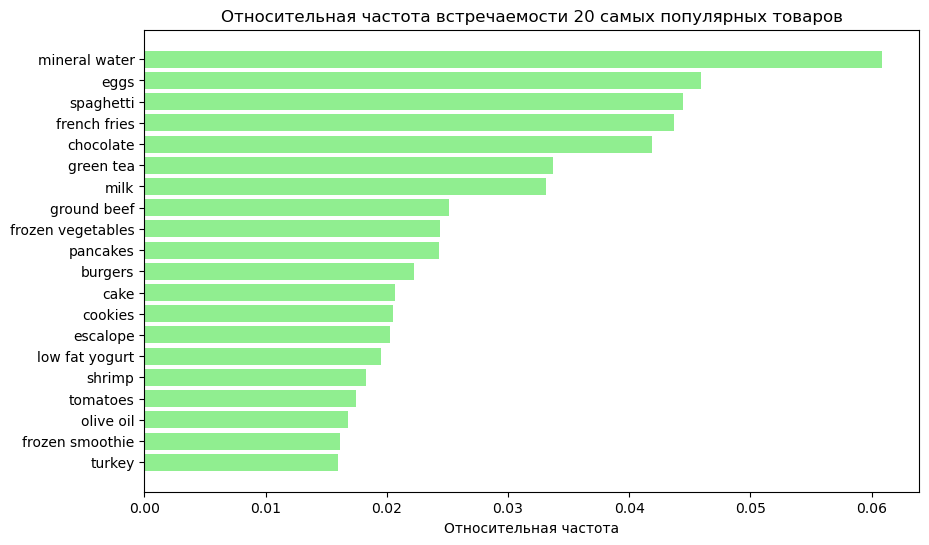 Относительная частота встречаемости 20 самых популярных товаров
mineral water
eggs
spaghetti
french fries
chocolate
green tea
milk
ground beef
frozen vegetables
pancakes
burgers
cake
cookies
escalope
low fat yogurt
shrimp
tomatoes
olive oil
frozen smoothie
turkey
0.00 0.01 0.02 0.03 0.04 0.05 0.06
Относительная частота